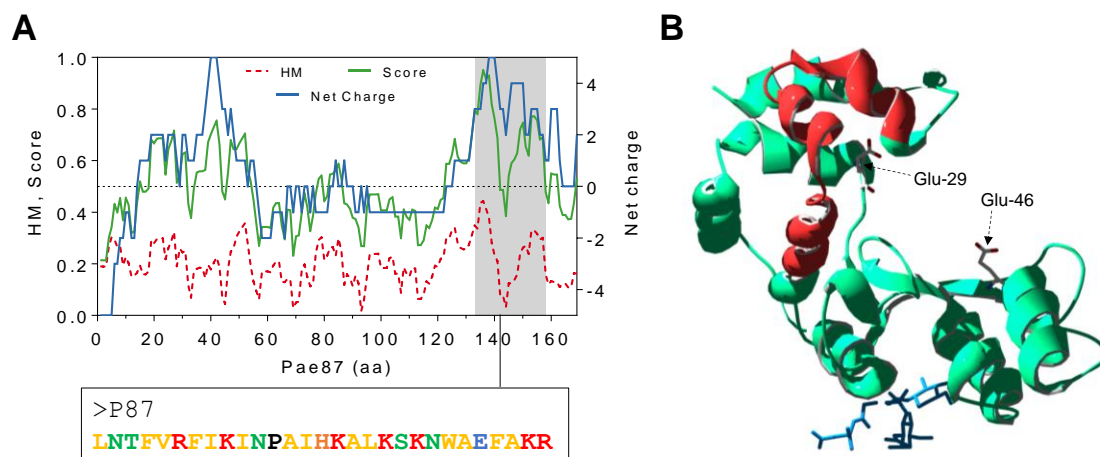 A
B
HM
Score
Net Charge
HM, Score
1.0
0.8
0.6
0.4
0.2
0.0
4
2
0
-2
-4
Net charge
0 20 40 60 80 100 120 140 160
Pae87 (aa)
>P87
LNTFVRFIKINPAIHKALKSKNWAEFAKR
Glu-29
Glu-46